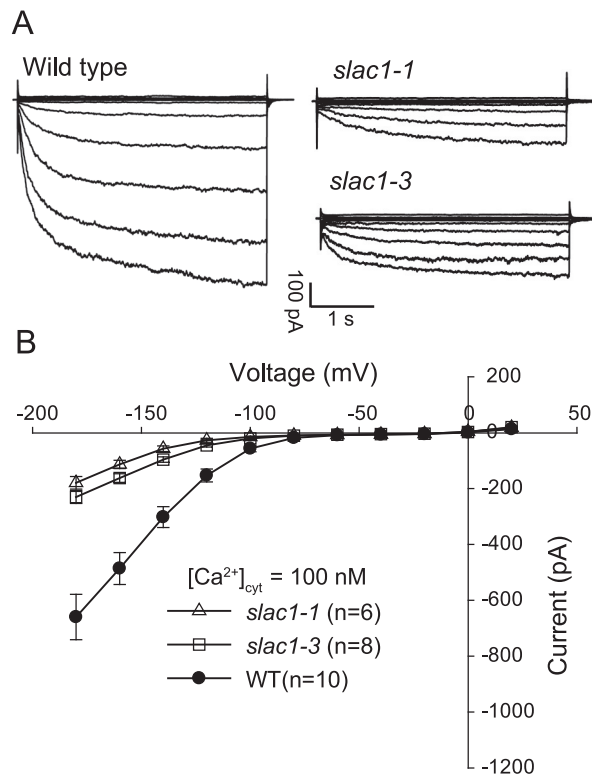 A
Wild type
slac1-1
slac1-3
100 pA
1 s
B
Voltage (mV)
-200 -150 -100 -50 0 50
200
0
-200
-400
-600
-800
-1000
-1200
Current (pA)
[Ca²⁺]cyt = 100 nM
slac1-1 (n=6)
slac1-3 (n=8)
WT(n=10)